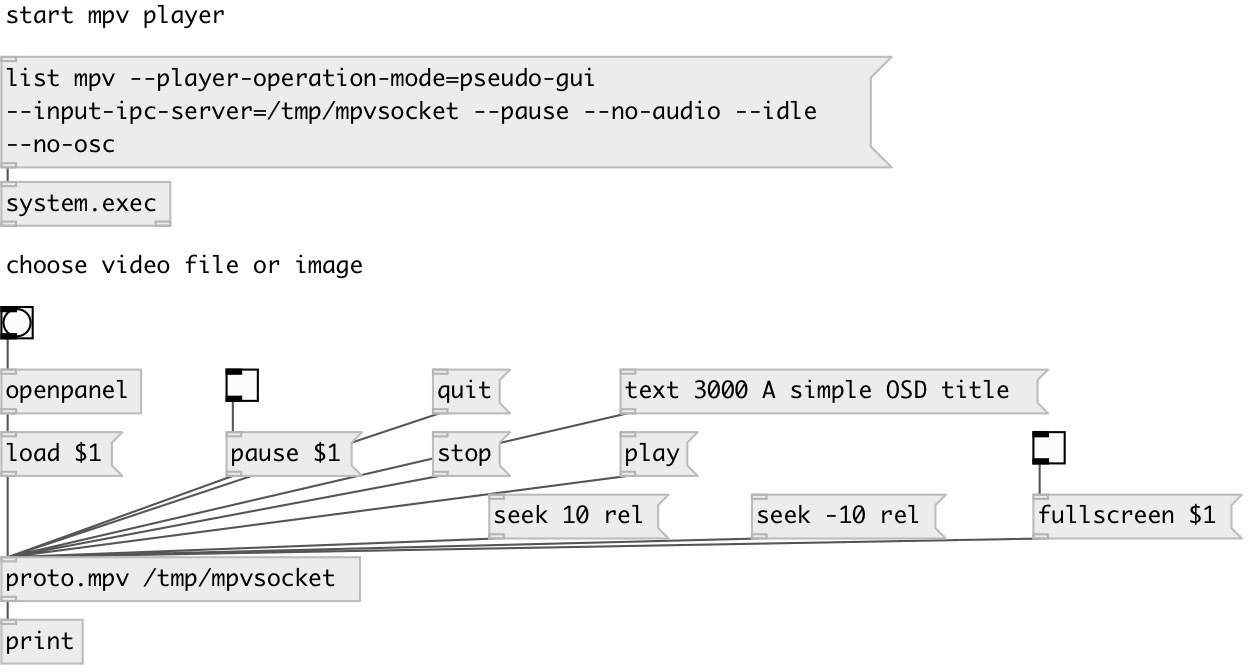 start mpv player
list mpv --player-operation-mode=pseudo-gui
--input-ipc-server=/tmp/mpvsocket --pause --no-audio --idle
--no-osc
system.exec
choose video file or image
openpanel
quit
text 3000 A simple OSD title
load $1
pause $1
stop
play
seek 10 rel
seek -10 rel
fullscreen $1
proto.mpv /tmp/mpvsocket
print